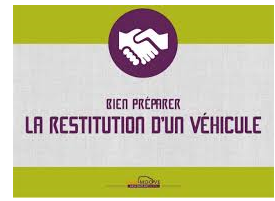 BIEN PRÉPARER
LA RESTITUTION D'UN VÉHICULE